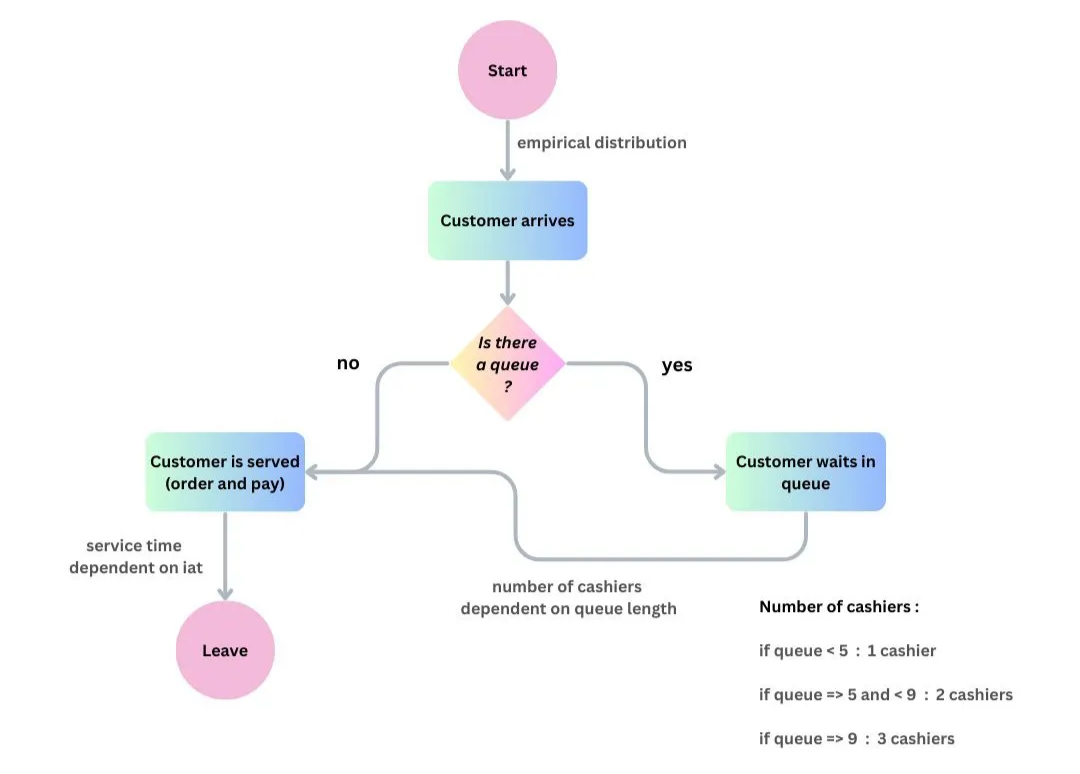 Start
empirical distribution
Customer arrives
Is there
a queue
?
no
yes
Customer is served
(order and pay)
Customer waits in
queue
service time
dependent on iat
number of cashiers
dependent on queue length
Leave
Number of cashiers :
if queue < 5 : 1 cashier
if queue => 5 and < 9 : 2 cashiers
if queue => 9 : 3 cashiers